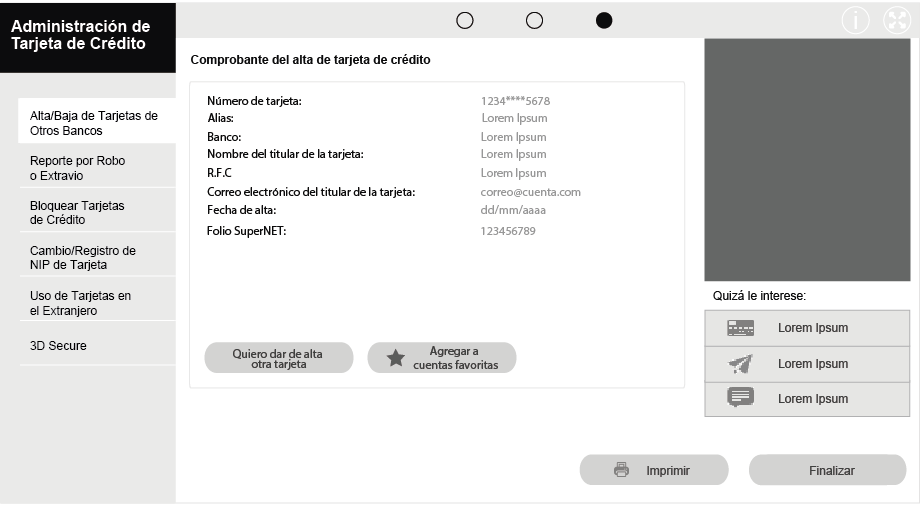 Administración de
Tarjeta de Crédito
Alta/Baja de Tarjetas de
Otros Bancos
Reporte por Robo
o Extravio
Bloquear Tarjetas
de Crédito
Cambio/Registro de
NIP de Tarjeta
Uso de Tarjetas en
el Extranjero
3D Secure
Comprobante del alta de tarjeta de crédito
Número de tarjeta: 1234****5678
Alias: Lorem Ipsum
Banco: Lorem Ipsum
Nombre del titular de la tarjeta: Lorem Ipsum
R.F.C Lorem Ipsum
Correo electrónico del titular de la tarjeta: correo@cuenta.com
Fecha de alta: dd/mm/aaaa
Folio SuperNET: 123456789
Quiero dar de alta
otra tarjeta
Agregar a
cuentas favoritas
i
Quizá le interese:
Lorem Ipsum
Lorem Ipsum
Lorem Ipsum
Imprimir
Finalizar